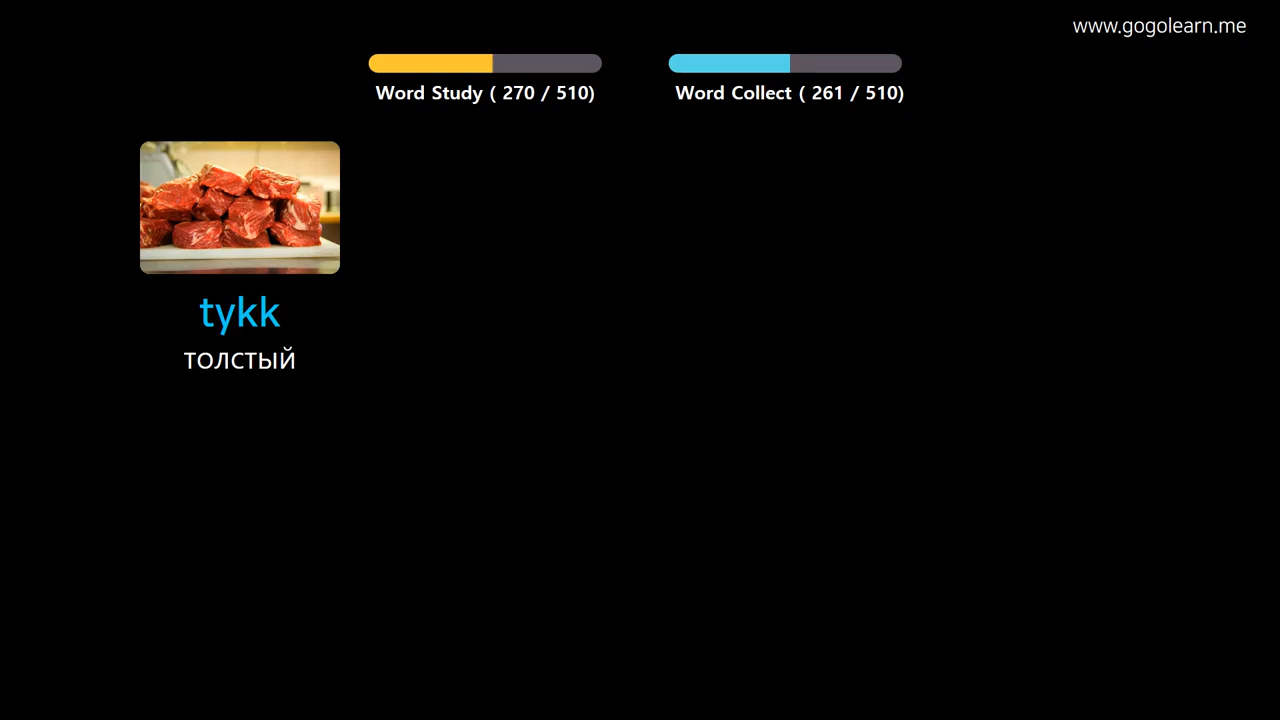 www.gogolearn.me
Word Study ( 270 / 510)
Word Collect ( 261 / 510)
tykk
толстый